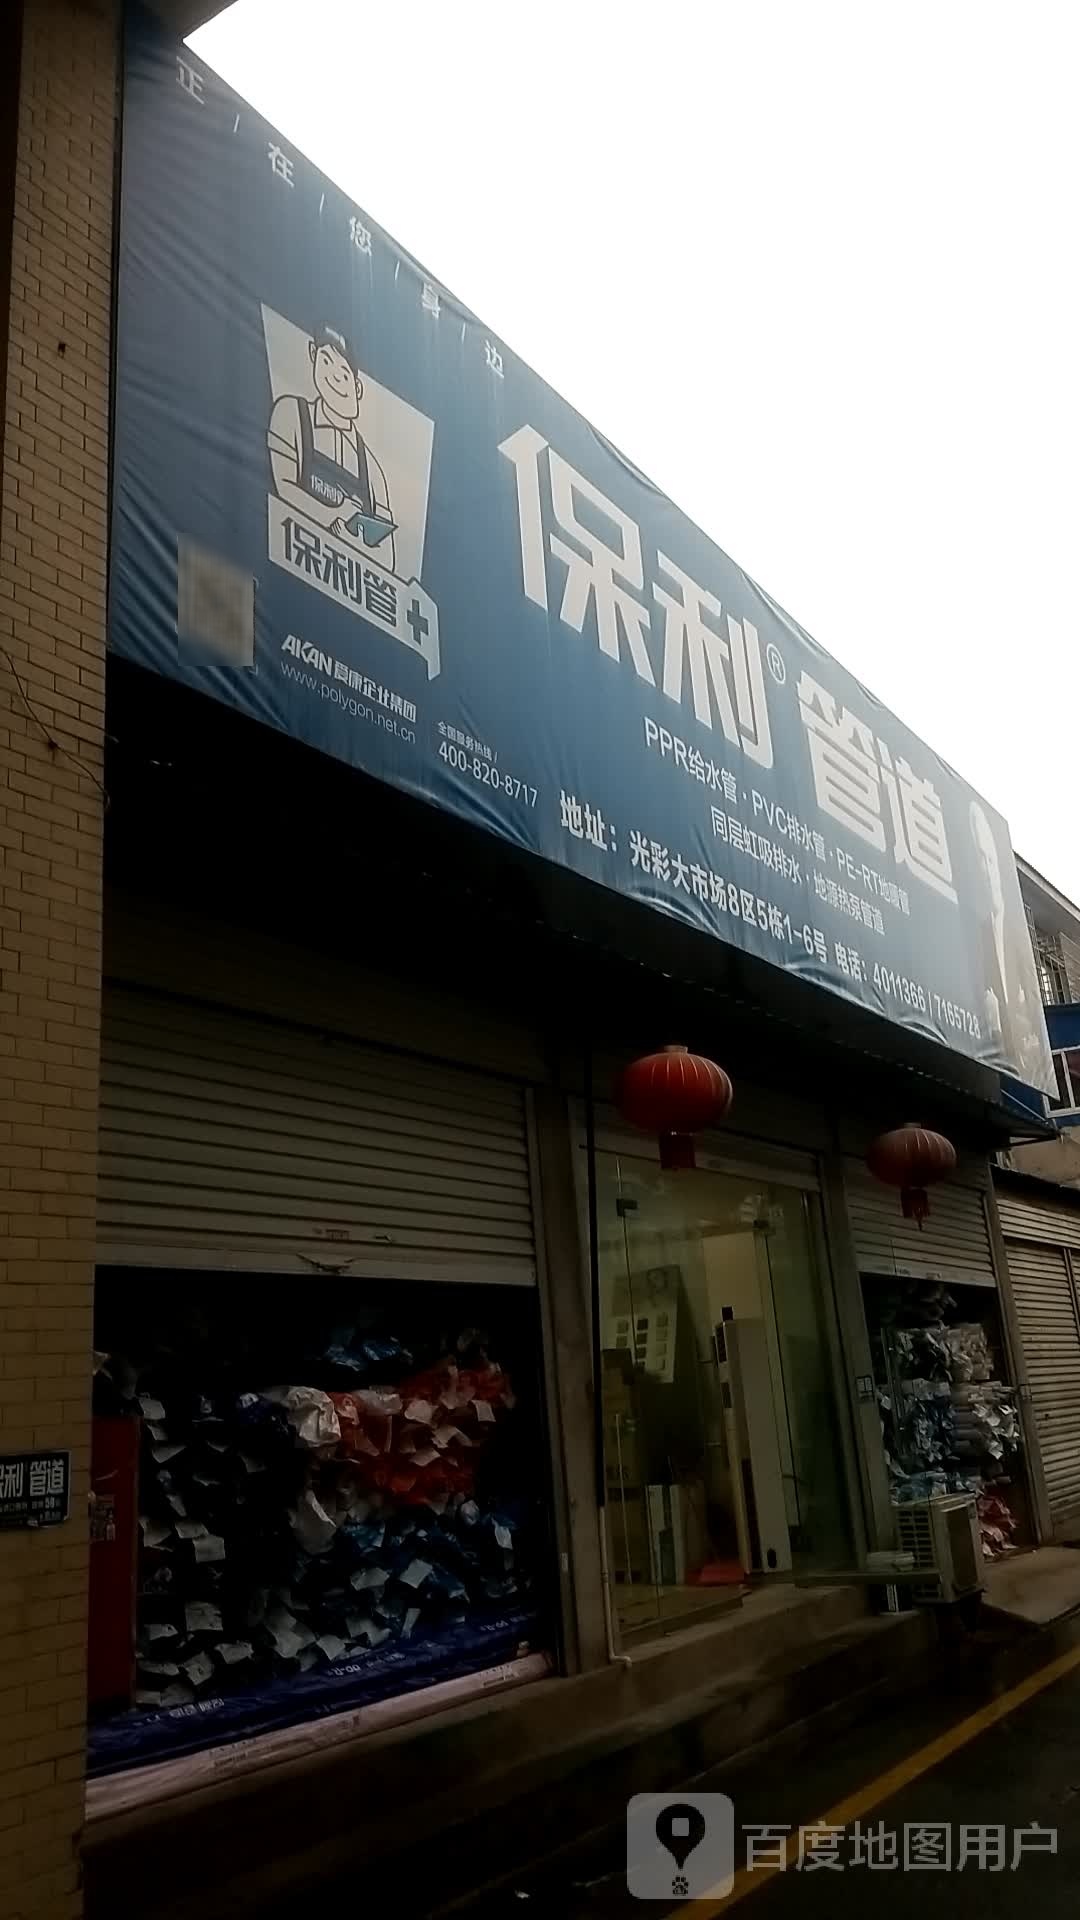 正/在/您/身/边
保利
保利管+
AKAN 爱康企业集团
www.polygon.net.cn
全国服务热线/
400-820-8717
保利®管道
PPR给水管·PVC排水管·PE-RT地暖管
同层虹吸排水·地源热泵管道
地址：光彩大市场8区5栋1-6号 电话：4011366/7165728
利 管道
百度地图用户